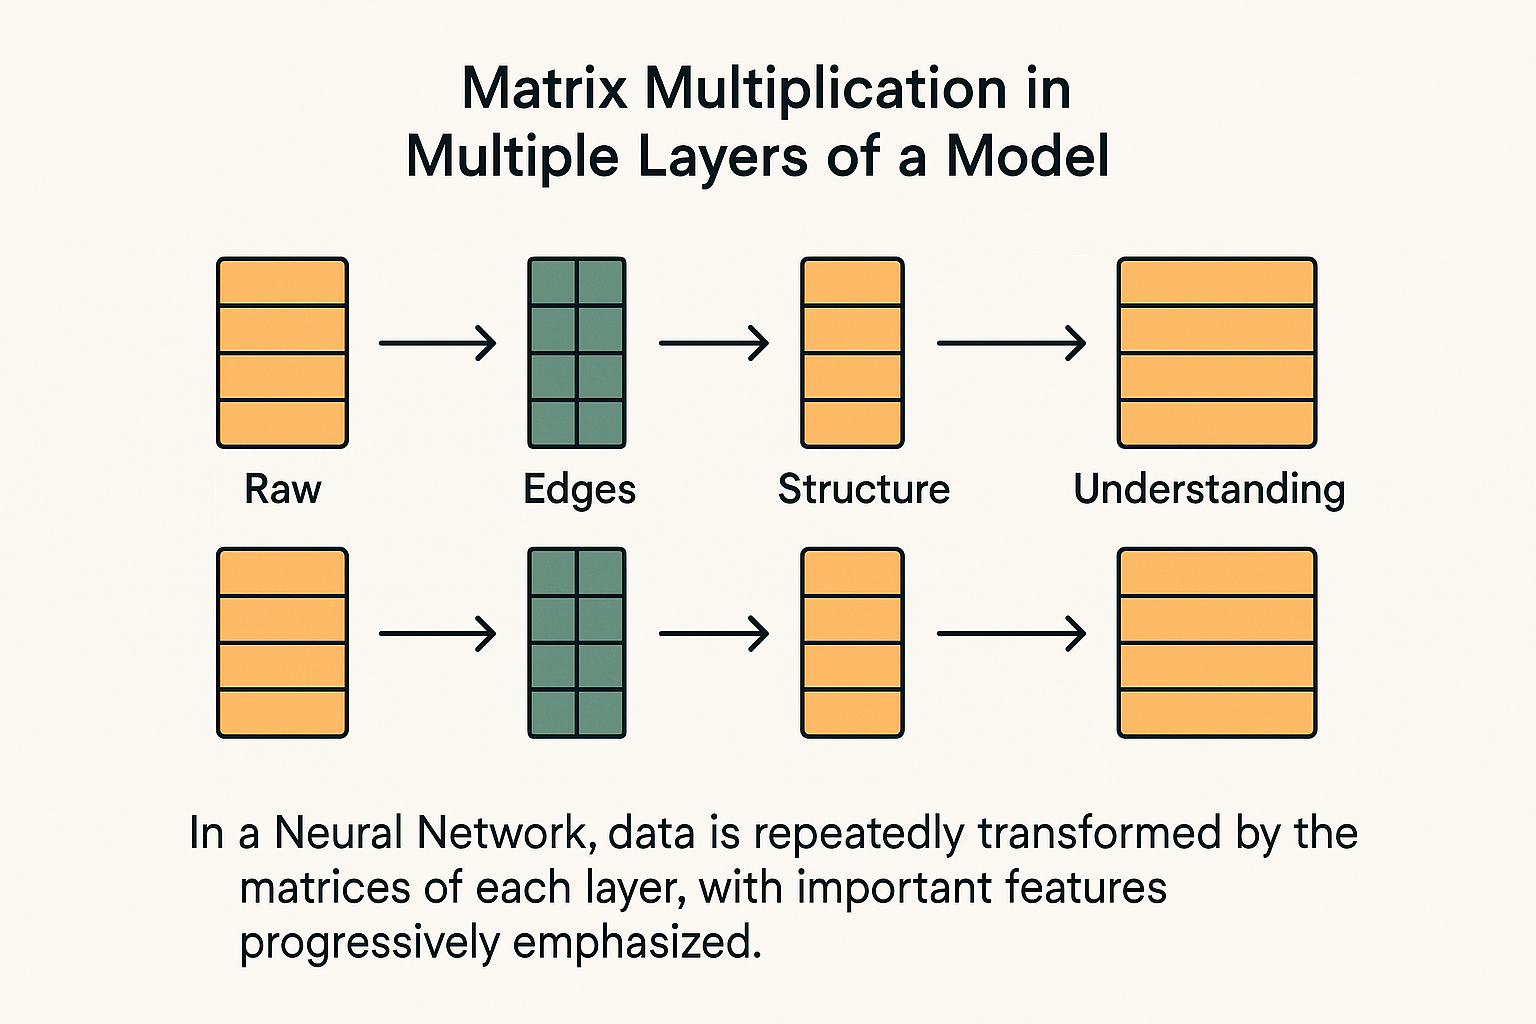 Matrix Multiplication in
Multiple Layers of a Model
Raw
Edges
Structure
Understanding
In a Neural Network, data is repeatedly transformed by the
matrices of each layer, with important features
progressively emphasized.